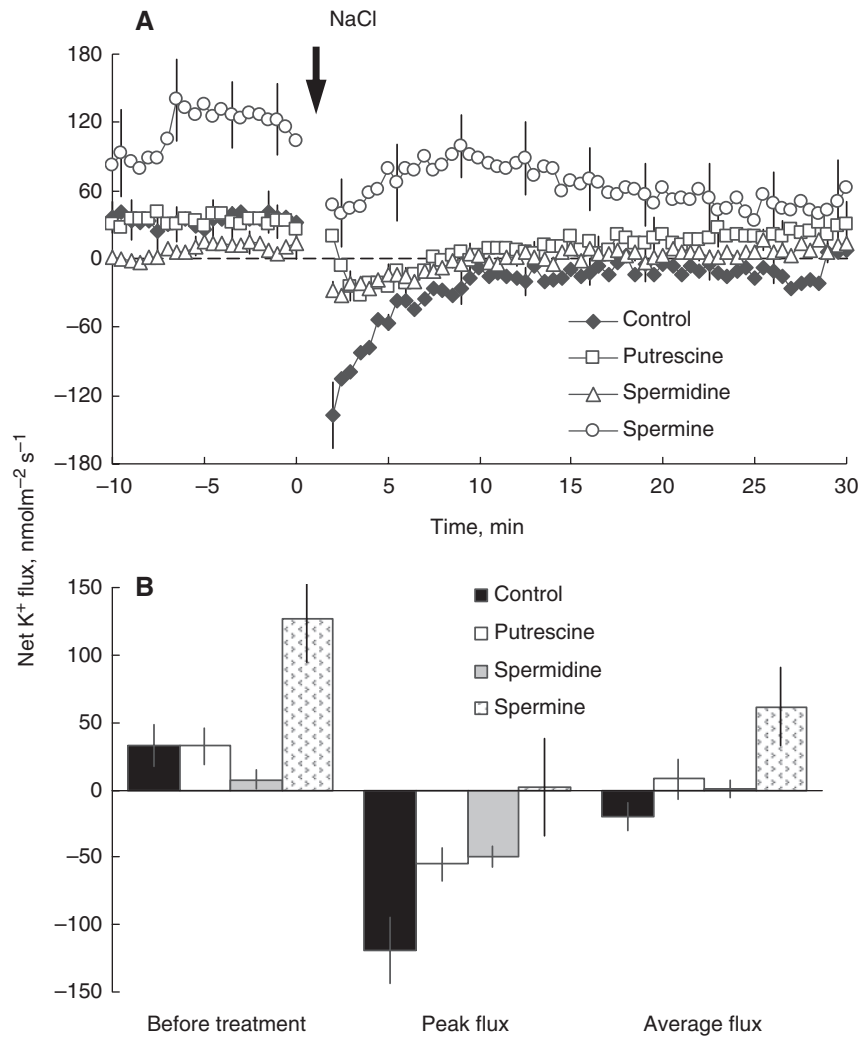 A
NaCl
180
120
60
0
–60
–120
–180
–10
–5
0
5
10
15
20
25
30
Time, min
Control
Putrescine
Spermidine
Spermine
Net K+ flux, nmolm−2 s−1
B
150
100
50
0
–50
–100
–150
Control
Putrescine
Spermidine
Spermine
Before treatment
Peak flux
Average flux